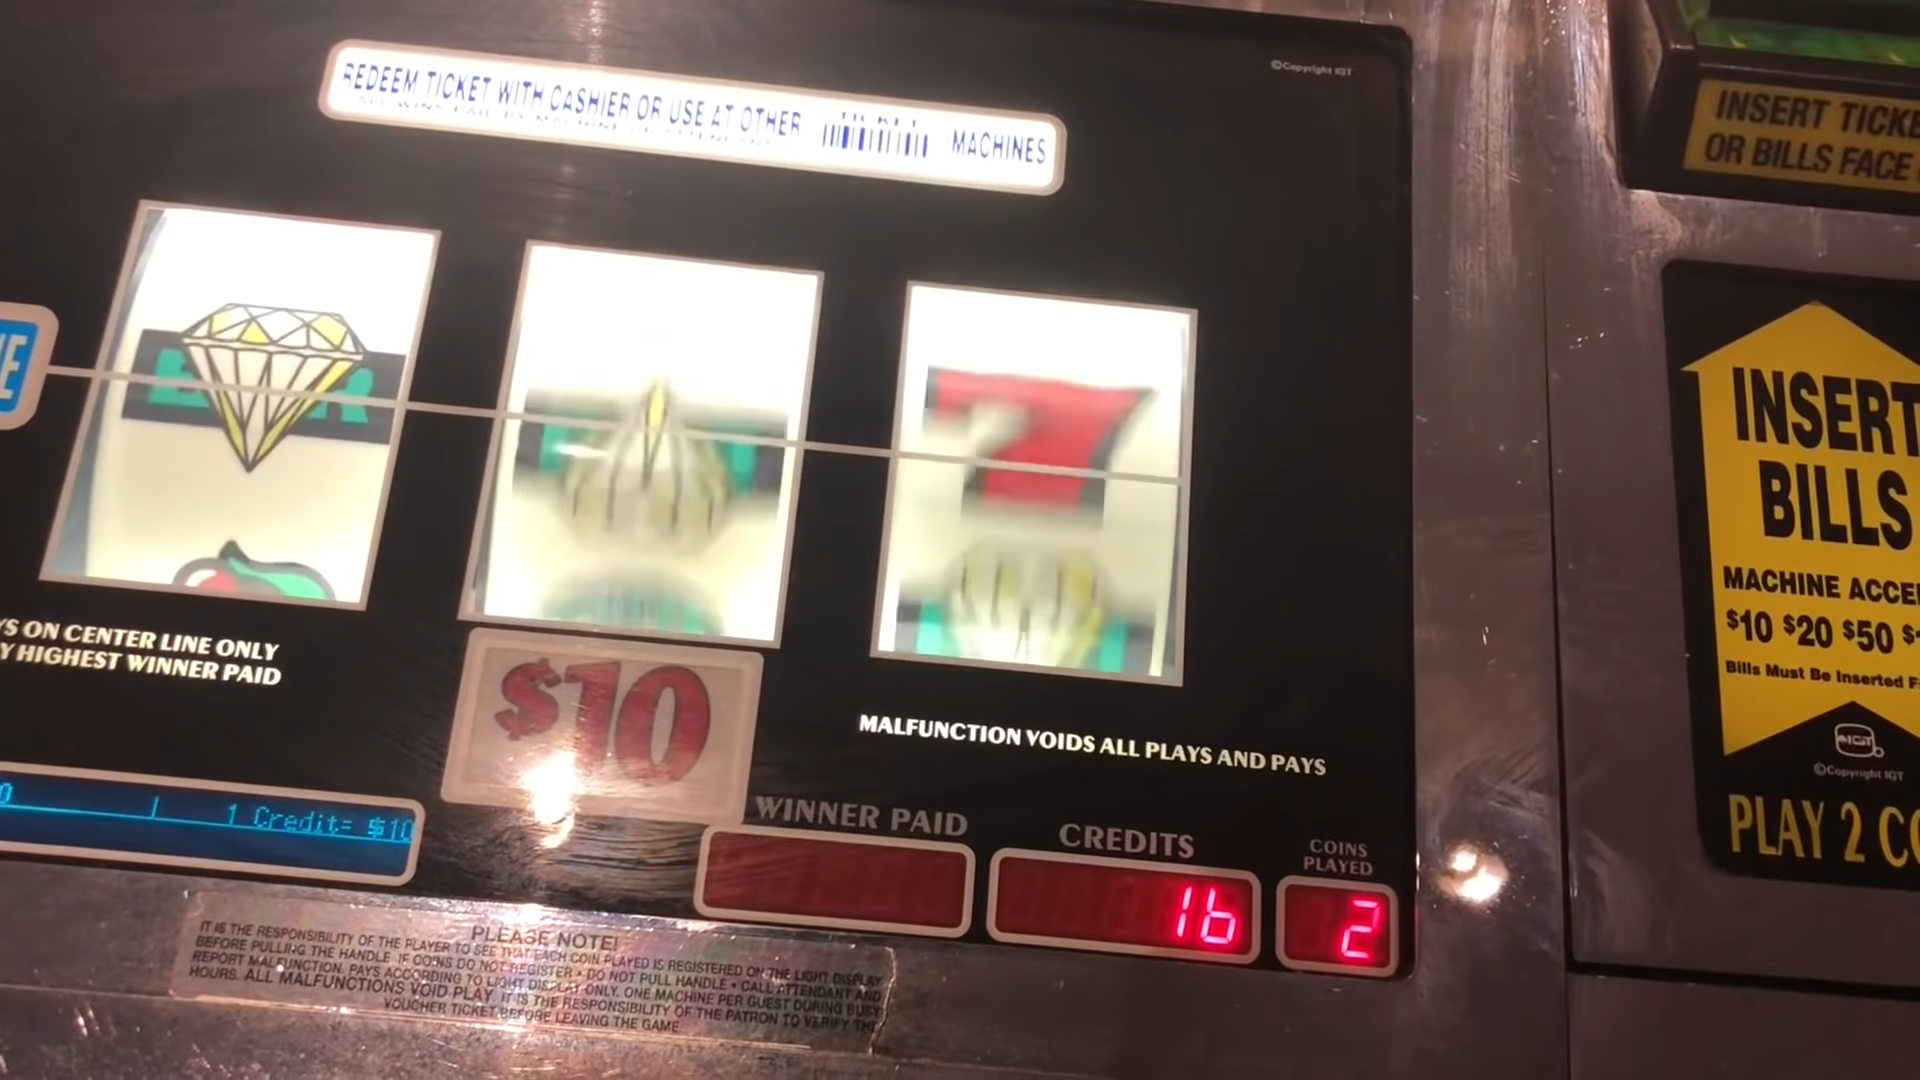 ©Copyright IGT
REDEEM TICKET WITH CASHIER OR USE AT OTHER TICKET MACHINES
INSERT TICKE
OR BILLS FACE
E
7
INSERT
BILLS
MACHINE ACCE
$10 $20 $50 $
Bills Must Be Inserted F
IGT
©Copyright IGT
PLAY 2 CO
YS ON CENTER LINE ONLY
Y HIGHEST WINNER PAID
$10
MALFUNCTION VOIDS ALL PLAYS AND PAYS
0 1 1 Credit= $10
WINNER PAID
CREDITS
16
COINS
PLAYED
2
PLEASE NOTE!
IT IS THE RESPONSIBILITY OF THE PLAYER TO SEE THAT EACH COIN PLAYED IS REGISTERED ON THE LIGHT DISPLAY
BEFORE PULLING THE HANDLE. IF COINS DO NOT REGISTER • DO NOT PULL HANDLE • CALL ATTENDANT AND
REPORT MALFUNCTION. PAYS ACCORDING TO LIGHT DISPLAY ONLY. ONE MACHINE PER GUEST DURING BUSY
HOURS. ALL MALFUNCTIONS VOID PLAY. IT IS THE RESPONSIBILITY OF THE PATRON TO VERIFY THE
VOUCHER TICKET BEFORE LEAVING THE GAME